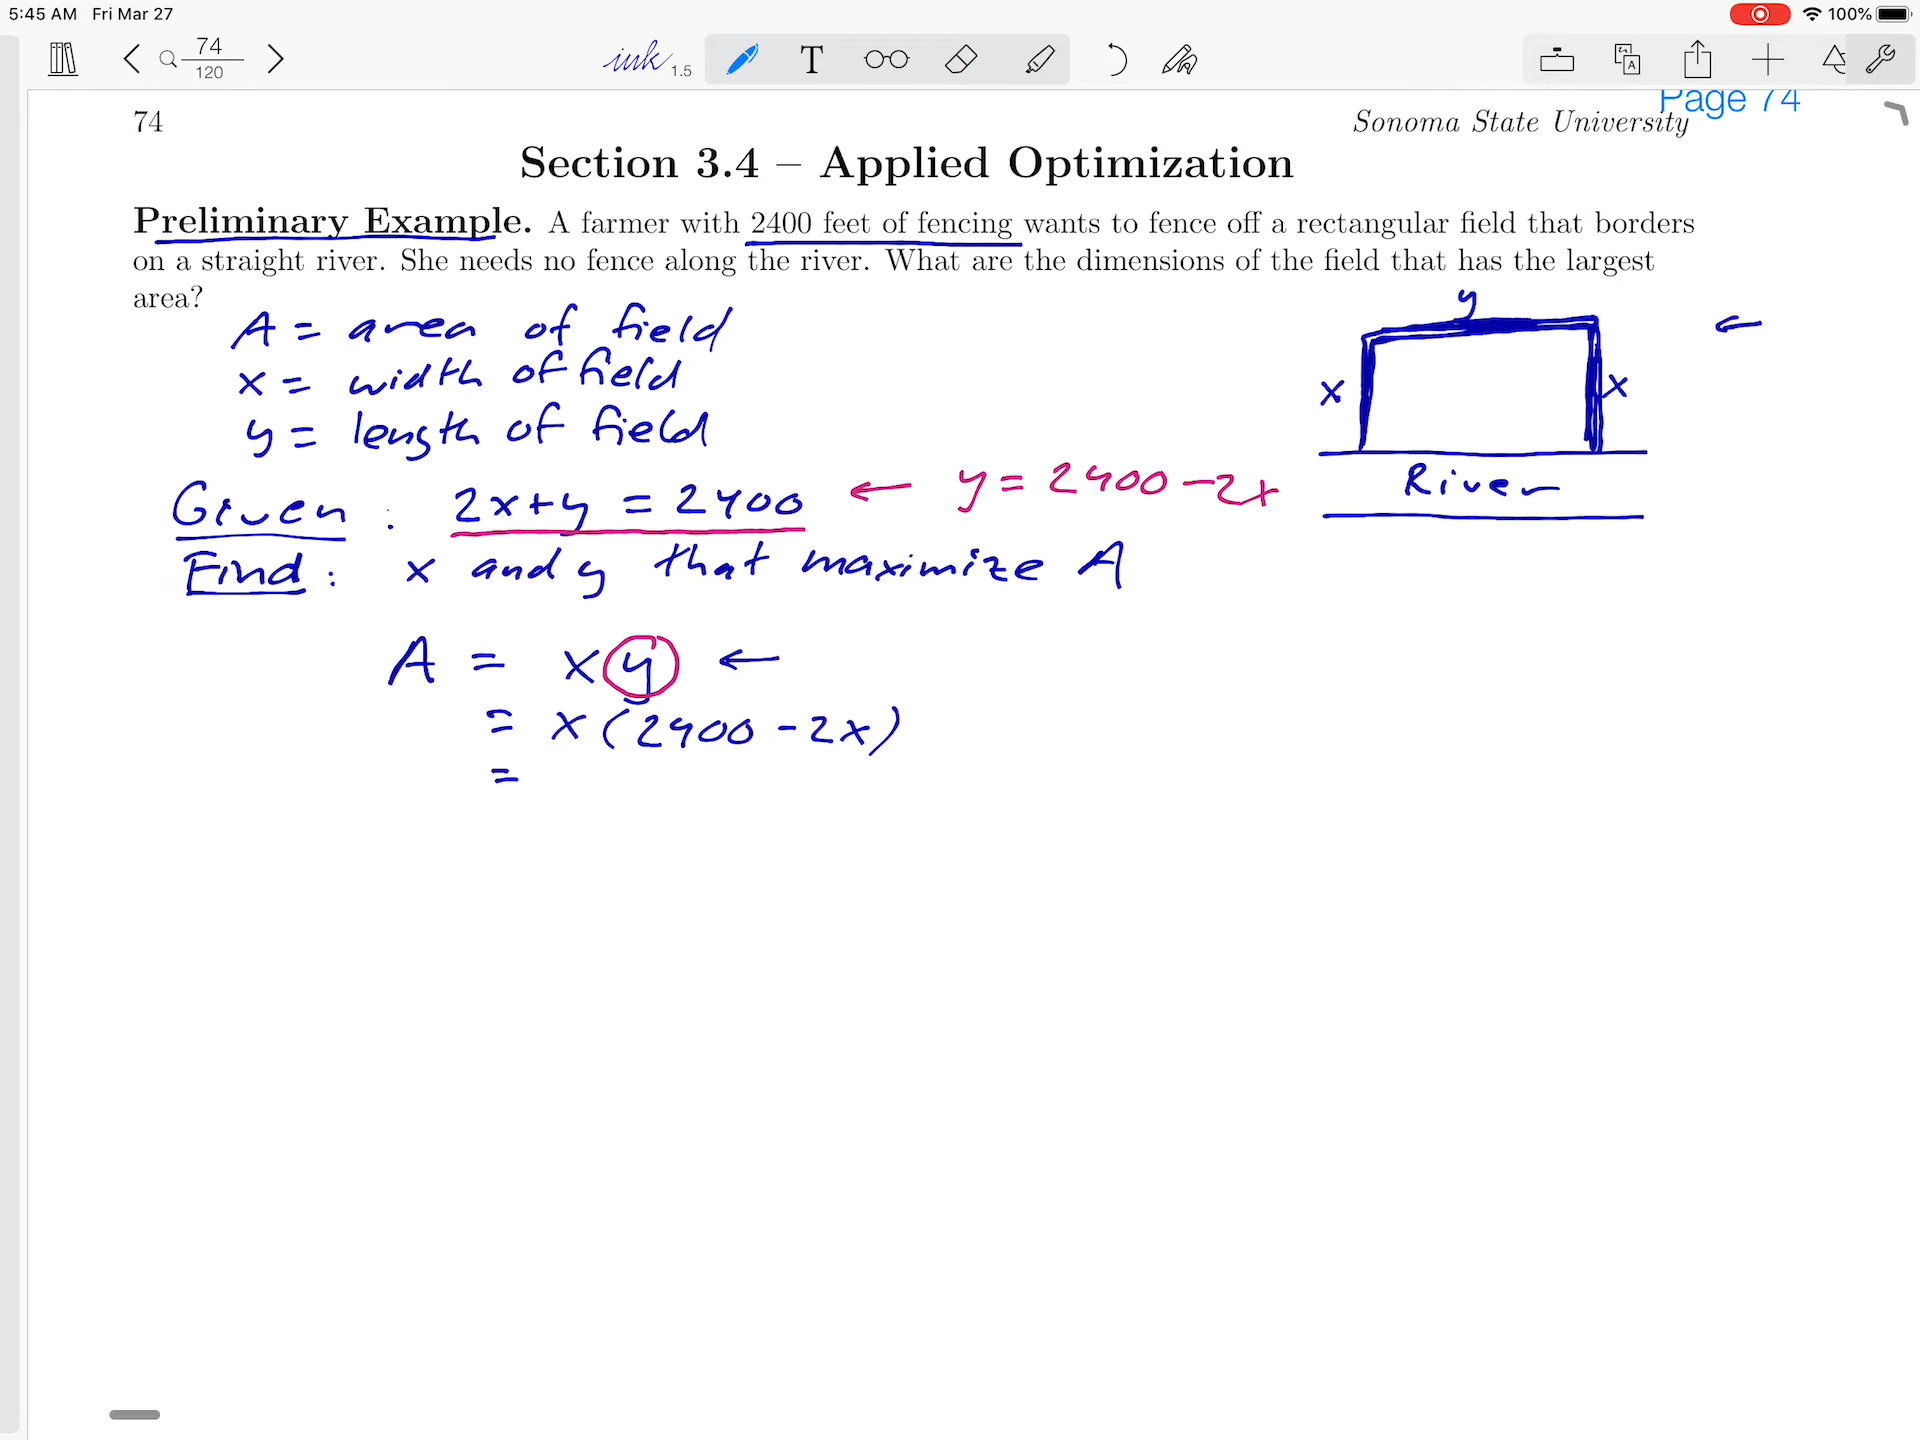 5:45 AM Fri Mar 27
100%
74
120
ink 1.5
T
A
Page 74
74
Sonoma State University
Section 3.4 – Applied Optimization
Preliminary Example. A farmer with 2400 feet of fencing wants to fence off a rectangular field that borders
on a straight river. She needs no fence along the river. What are the dimensions of the field that has the largest
area?
A = area of field
x = width of field
y = length of field
y
x
x
River
Given : 2x+y = 2400 ← y = 2400-2x
Find : x and y that maximize A
A = xy ←
= x(2400-2x)
=